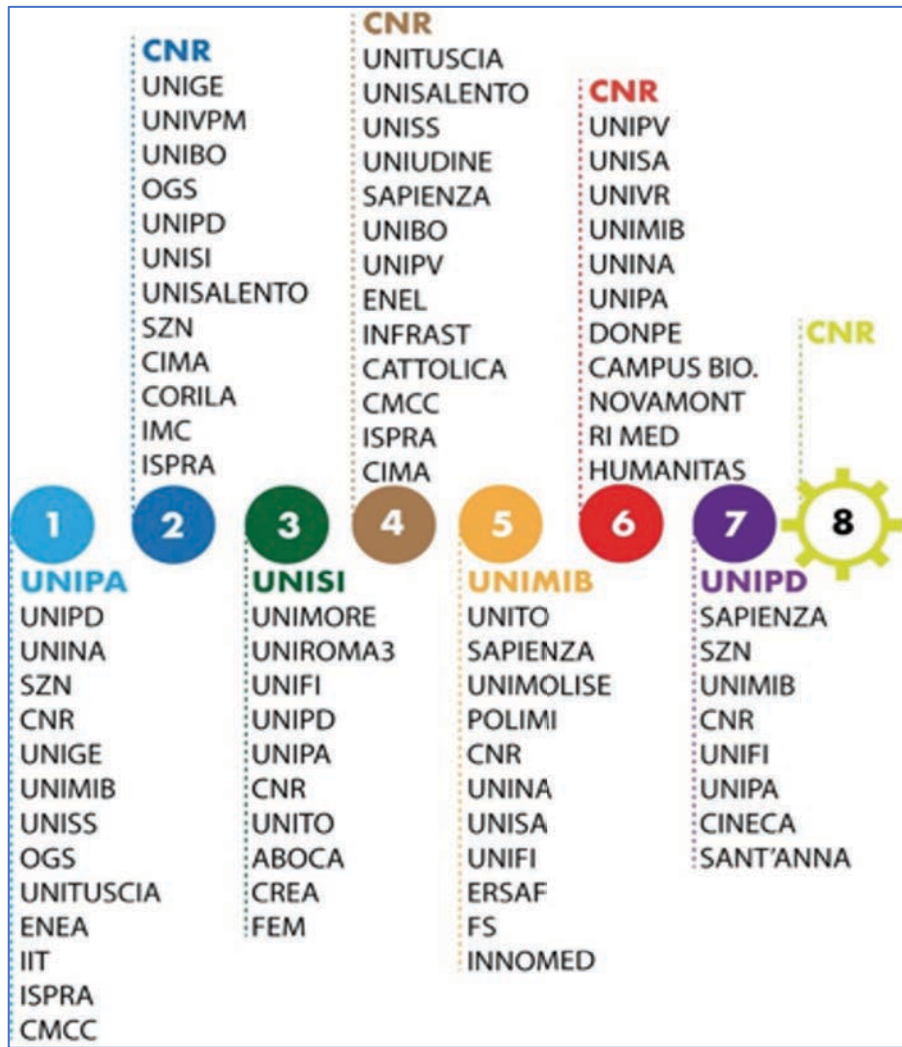 CNR
UNIGE
UNIVPM
UNIBO
OGS
UNIPD
UNISI
UNISALENTO
SZN
CIMA
CORILA
IMC
ISPRA
CNR
UNITUSCIA
UNISALENTO
UNISS
UNIUDINE
SAPIENZA
UNIBO
UNIPV
ENEL
INFRAST
CATTOLICA
CMCC
ISPRA
CIMA
CNR
UNIPV
UNISA
UNIVR
UNIMIB
UNINA
UNIPA
DONPE
CAMPUS BIO.
NOVAMONT
RI MED
HUMANITAS
CNR
1
2
3
4
5
6
7
8
UNIPA
UNIPD
UNINA
SZN
CNR
UNIGE
UNIMIB
UNISS
OGS
UNITUSCIA
ENEA
IIT
ISPRA
CMCC
UNISI
UNIMORE
UNIROMA3
UNIFI
UNIPD
UNIPA
CNR
UNITO
ABOCA
CREA
FEM
UNIMIB
UNITO
SAPIENZA
UNIMOLISE
POLIMI
CNR
UNINA
UNISA
UNIFI
ERSAF
FS
INNOMED
UNIPD
SAPIENZA
SZN
UNIMIB
CNR
UNIFI
UNIPA
CINECA
SANT'ANNA